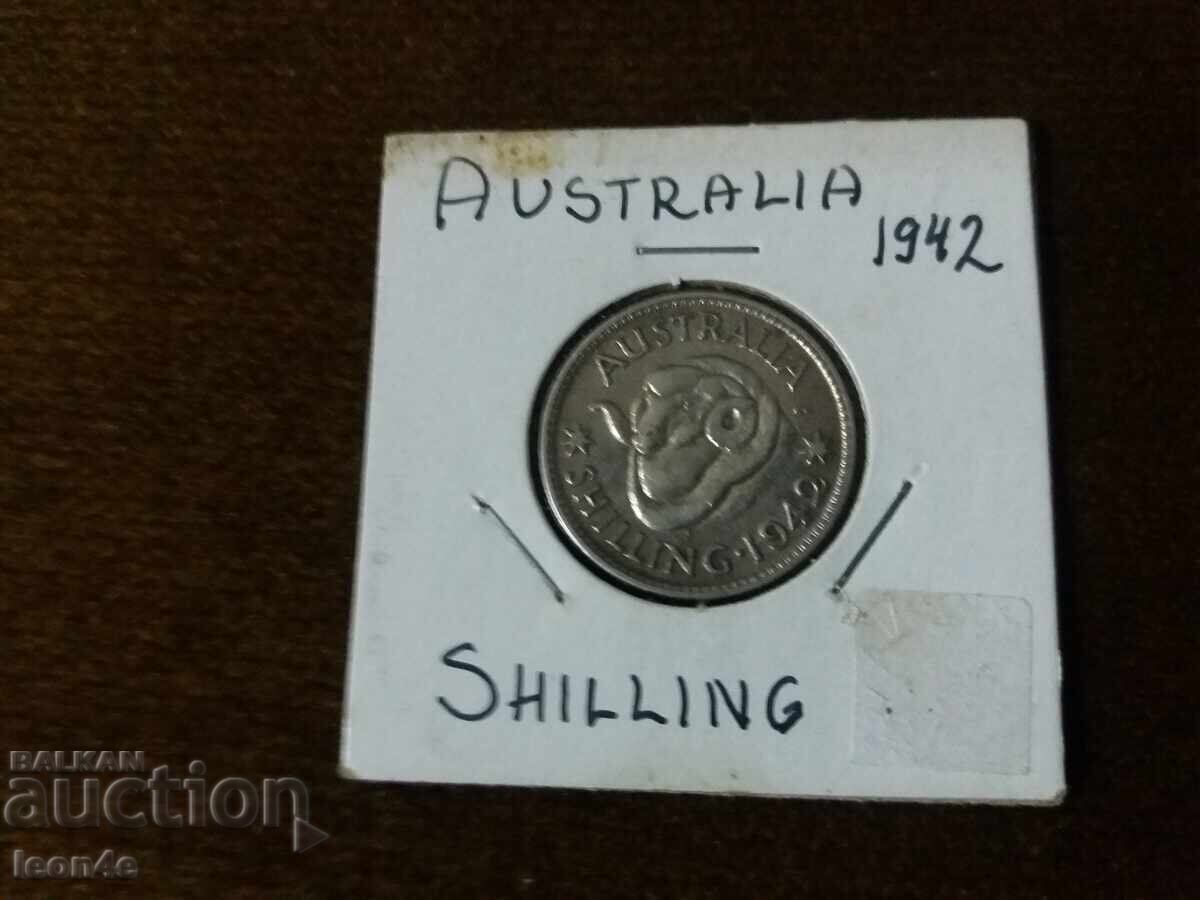 AUSTRALIA
1942
AUSTRALIA
SHILLING · 1942
SHILLING
BALKAN
auction
leon4e